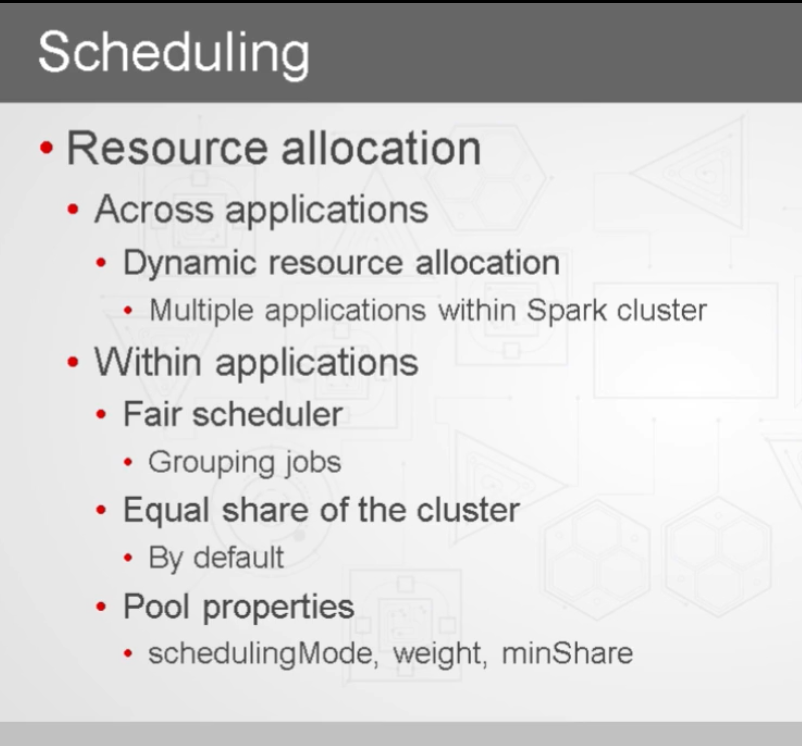 Scheduling
• Resource allocation
• Across applications
• Dynamic resource allocation
• Multiple applications within Spark cluster
• Within applications
• Fair scheduler
• Grouping jobs
• Equal share of the cluster
• By default
• Pool properties
• schedulingMode, weight, minShare